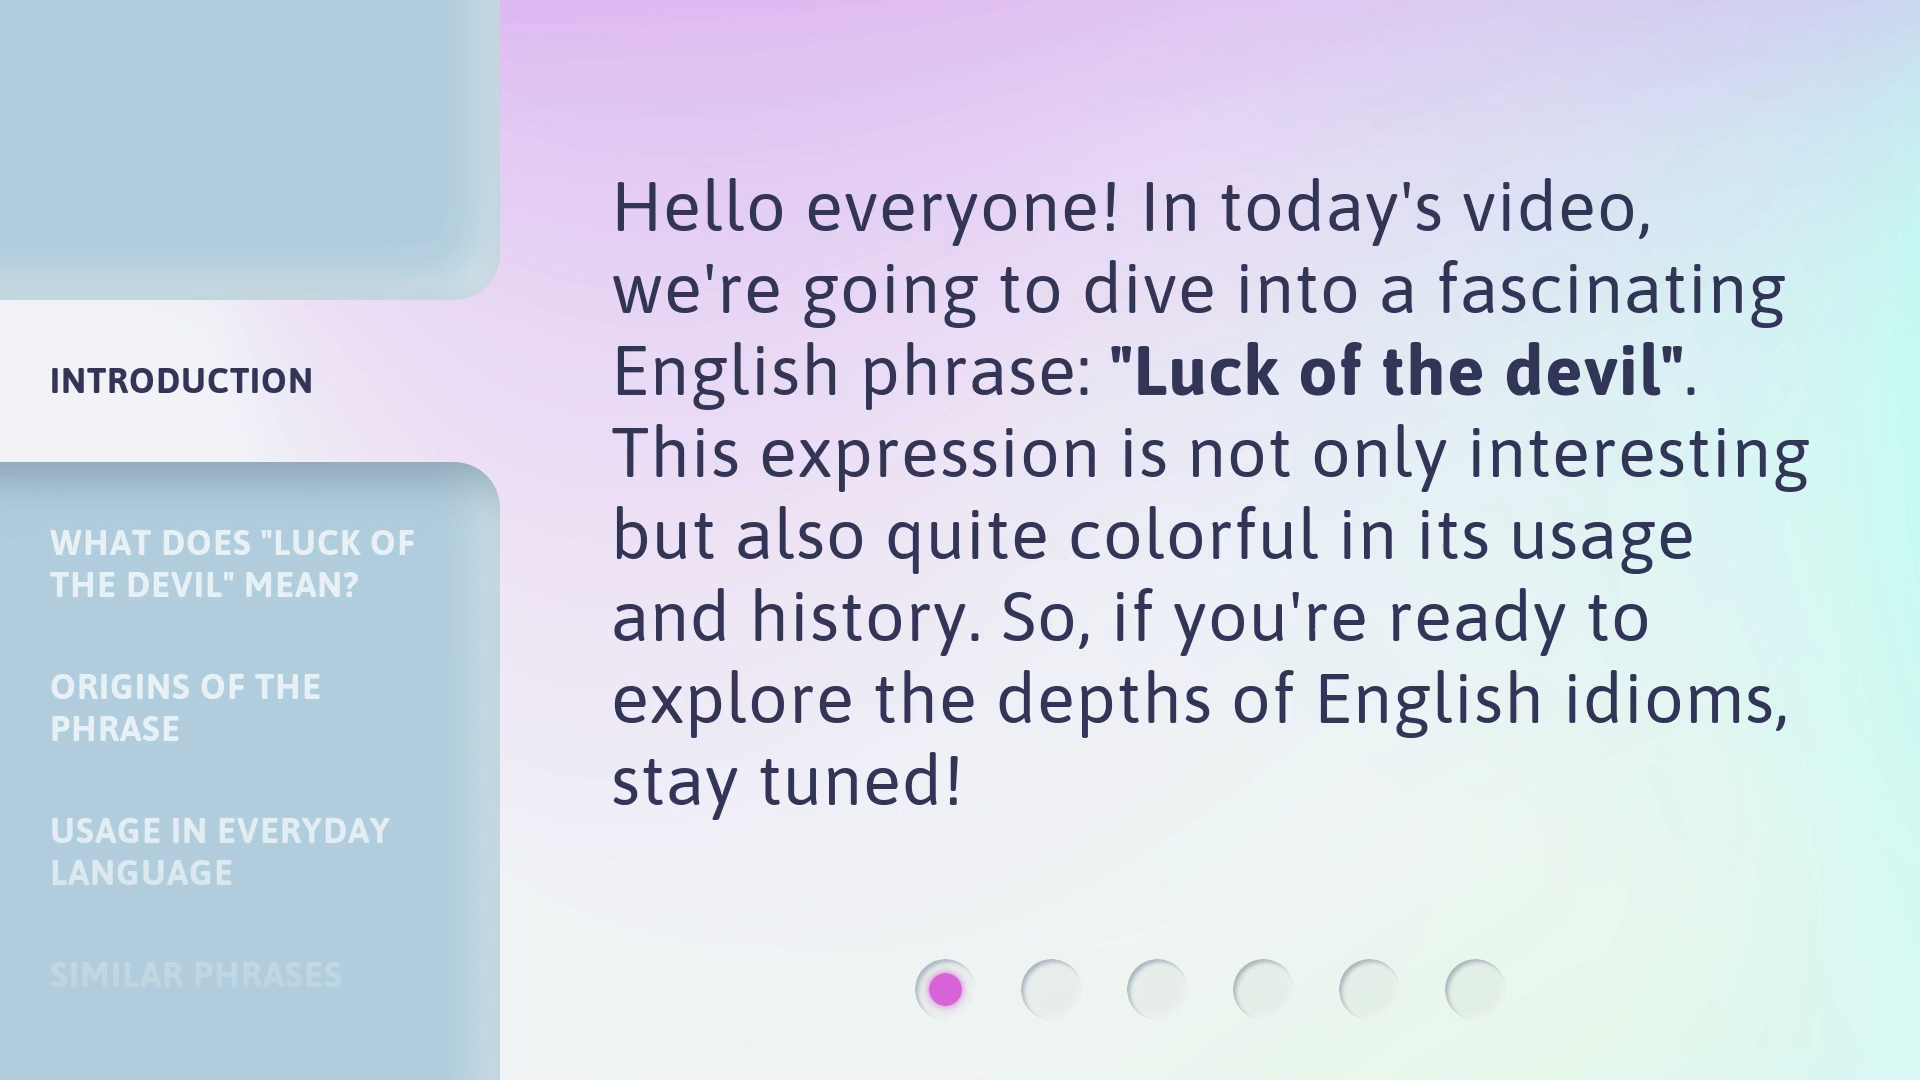 INTRODUCTION
WHAT DOES "LUCK OF
THE DEVIL" MEAN?
ORIGINS OF THE
PHRASE
USAGE IN EVERYDAY
LANGUAGE
SIMILAR PHRASES
Hello everyone! In today's video,
we're going to dive into a fascinating
English phrase: "Luck of the devil".
This expression is not only interesting
but also quite colorful in its usage
and history. So, if you're ready to
explore the depths of English idioms,
stay tuned!